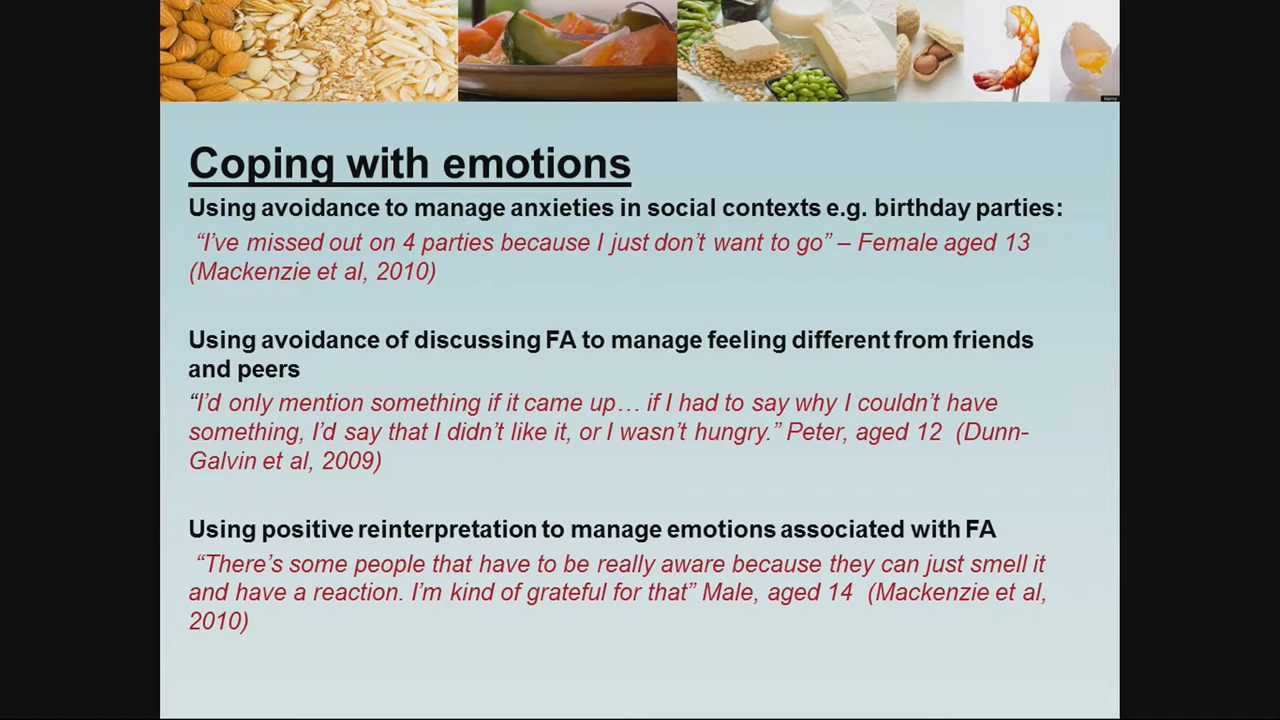 Coping with emotions
Using avoidance to manage anxieties in social contexts e.g. birthday parties:
“I’ve missed out on 4 parties because I just don’t want to go” – Female aged 13
(Mackenzie et al, 2010)
Using avoidance of discussing FA to manage feeling different from friends
and peers
“I’d only mention something if it came up… if I had to say why I couldn’t have
something, I’d say that I didn’t like it, or I wasn’t hungry.” Peter, aged 12 (Dunn-
Galvin et al, 2009)
Using positive reinterpretation to manage emotions associated with FA
“There’s some people that have to be really aware because they can just smell it
and have a reaction. I’m kind of grateful for that” Male, aged 14 (Mackenzie et al,
2010)